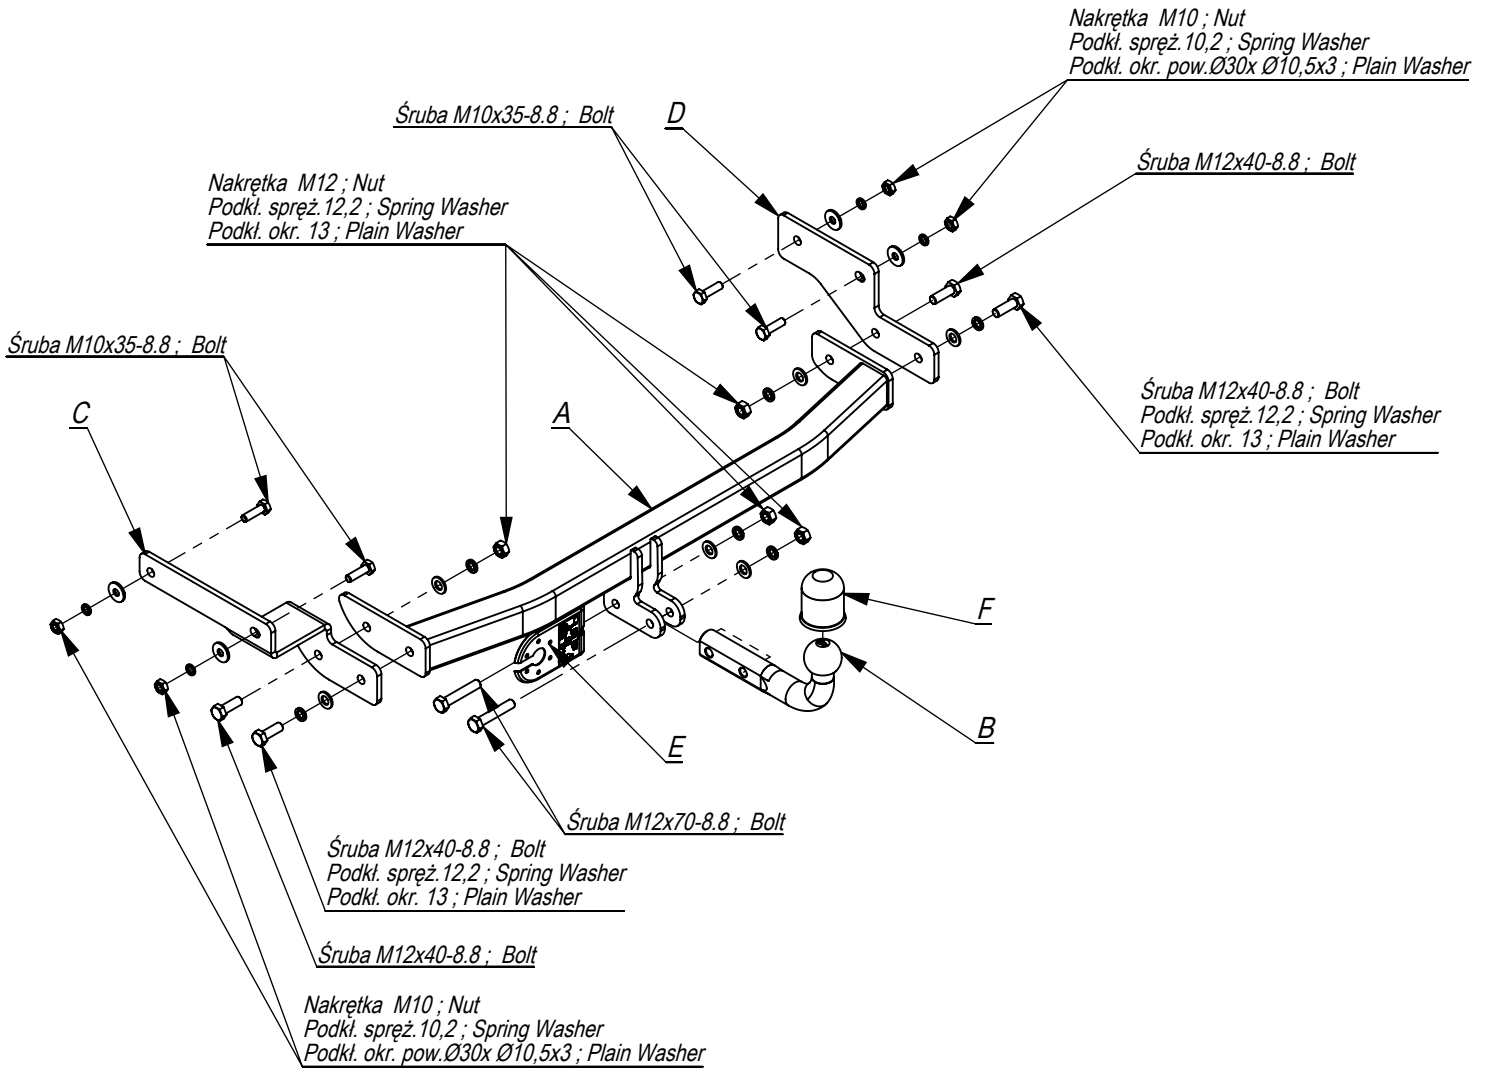 Nakrętka M10 ; Nut
Podkł. spręż.10,2 ; Spring Washer
Podkł. okr. pow.Ø30x Ø10,5x3 ; Plain Washer
Śruba M10x35-8.8 ; Bolt
D
Śruba M12x40-8.8 ; Bolt
Nakrętka M12 ; Nut
Podkł. spręż.12,2 ; Spring Washer
Podkł. okr. 13 ; Plain Washer
Śruba M10x35-8.8 ; Bolt
C
A
Śruba M12x40-8.8 ; Bolt
Podkł. spręż.12,2 ; Spring Washer
Podkł. okr. 13 ; Plain Washer
F
B
E
Śruba M12x70-8.8 ; Bolt
Śruba M12x40-8.8 ; Bolt
Podkł. spręż.12,2 ; Spring Washer
Podkł. okr. 13 ; Plain Washer
Śruba M12x40-8.8 ; Bolt
Nakrętka M10 ; Nut
Podkł. spręż.10,2 ; Spring Washer
Podkł. okr. pow.Ø30x Ø10,5x3 ; Plain Washer